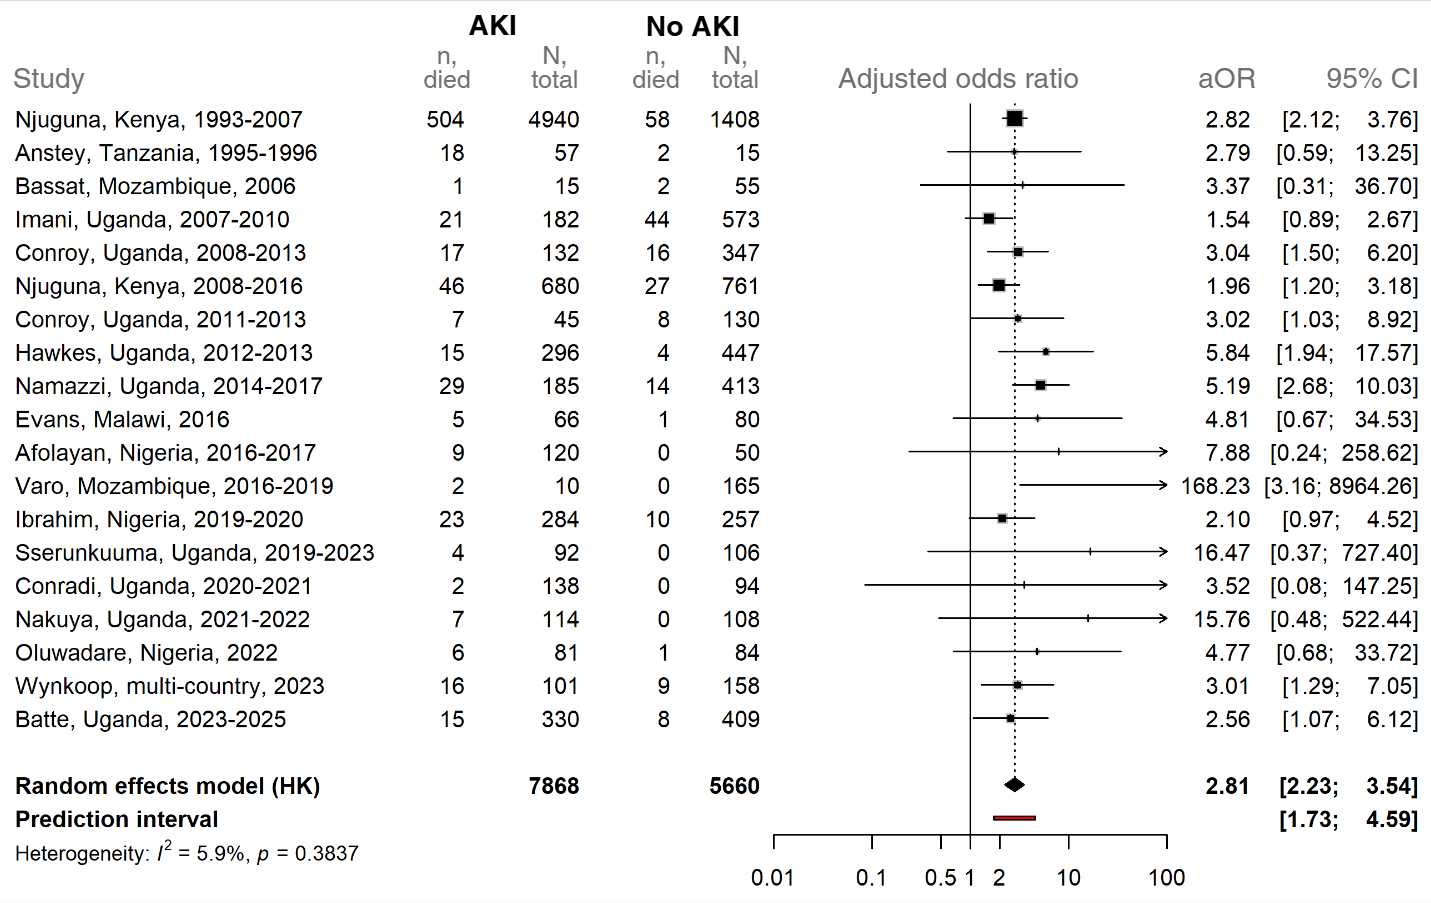 AKI No AKI
n, N, n, N,
Study died total died total Adjusted odds ratio aOR 95% CI
Njuguna, Kenya, 1993-2007 504 4940 58 1408 2.82 [2.12; 3.76]
Anstey, Tanzania, 1995-1996 18 57 2 15 2.79 [0.59; 13.25]
Bassat, Mozambique, 2006 1 15 2 55 3.37 [0.31; 36.70]
Imani, Uganda, 2007-2010 21 182 44 573 1.54 [0.89; 2.67]
Conroy, Uganda, 2008-2013 17 132 16 347 3.04 [1.50; 6.20]
Njuguna, Kenya, 2008-2016 46 680 27 761 1.96 [1.20; 3.18]
Conroy, Uganda, 2011-2013 7 45 8 130 3.02 [1.03; 8.92]
Hawkes, Uganda, 2012-2013 15 296 4 447 5.84 [1.94; 17.57]
Namazzi, Uganda, 2014-2017 29 185 14 413 5.19 [2.68; 10.03]
Evans, Malawi, 2016 5 66 1 80 4.81 [0.67; 34.53]
Afolayan, Nigeria, 2016-2017 9 120 0 50 7.88 [0.24; 258.62]
Varo, Mozambique, 2016-2019 2 10 0 165 168.23 [3.16; 8964.26]
Ibrahim, Nigeria, 2019-2020 23 284 10 257 2.10 [0.97; 4.52]
Sserunkuuma, Uganda, 2019-2023 4 92 0 106 16.47 [0.37; 727.40]
Conradi, Uganda, 2020-2021 2 138 0 94 3.52 [0.08; 147.25]
Nakuya, Uganda, 2021-2022 7 114 0 108 15.76 [0.48; 522.44]
Oluwadare, Nigeria, 2022 6 81 1 84 4.77 [0.68; 33.72]
Wynkoop, multi-country, 2023 16 101 9 158 3.01 [1.29; 7.05]
Batte, Uganda, 2023-2025 15 330 8 409 2.56 [1.07; 6.12]
Random effects model (HK) 7868 5660 2.81 [2.23; 3.54]
Prediction interval [1.73; 4.59]
Heterogeneity: I² = 5.9%, p = 0.3837
0.01 0.1 0.5 1 2 10 100